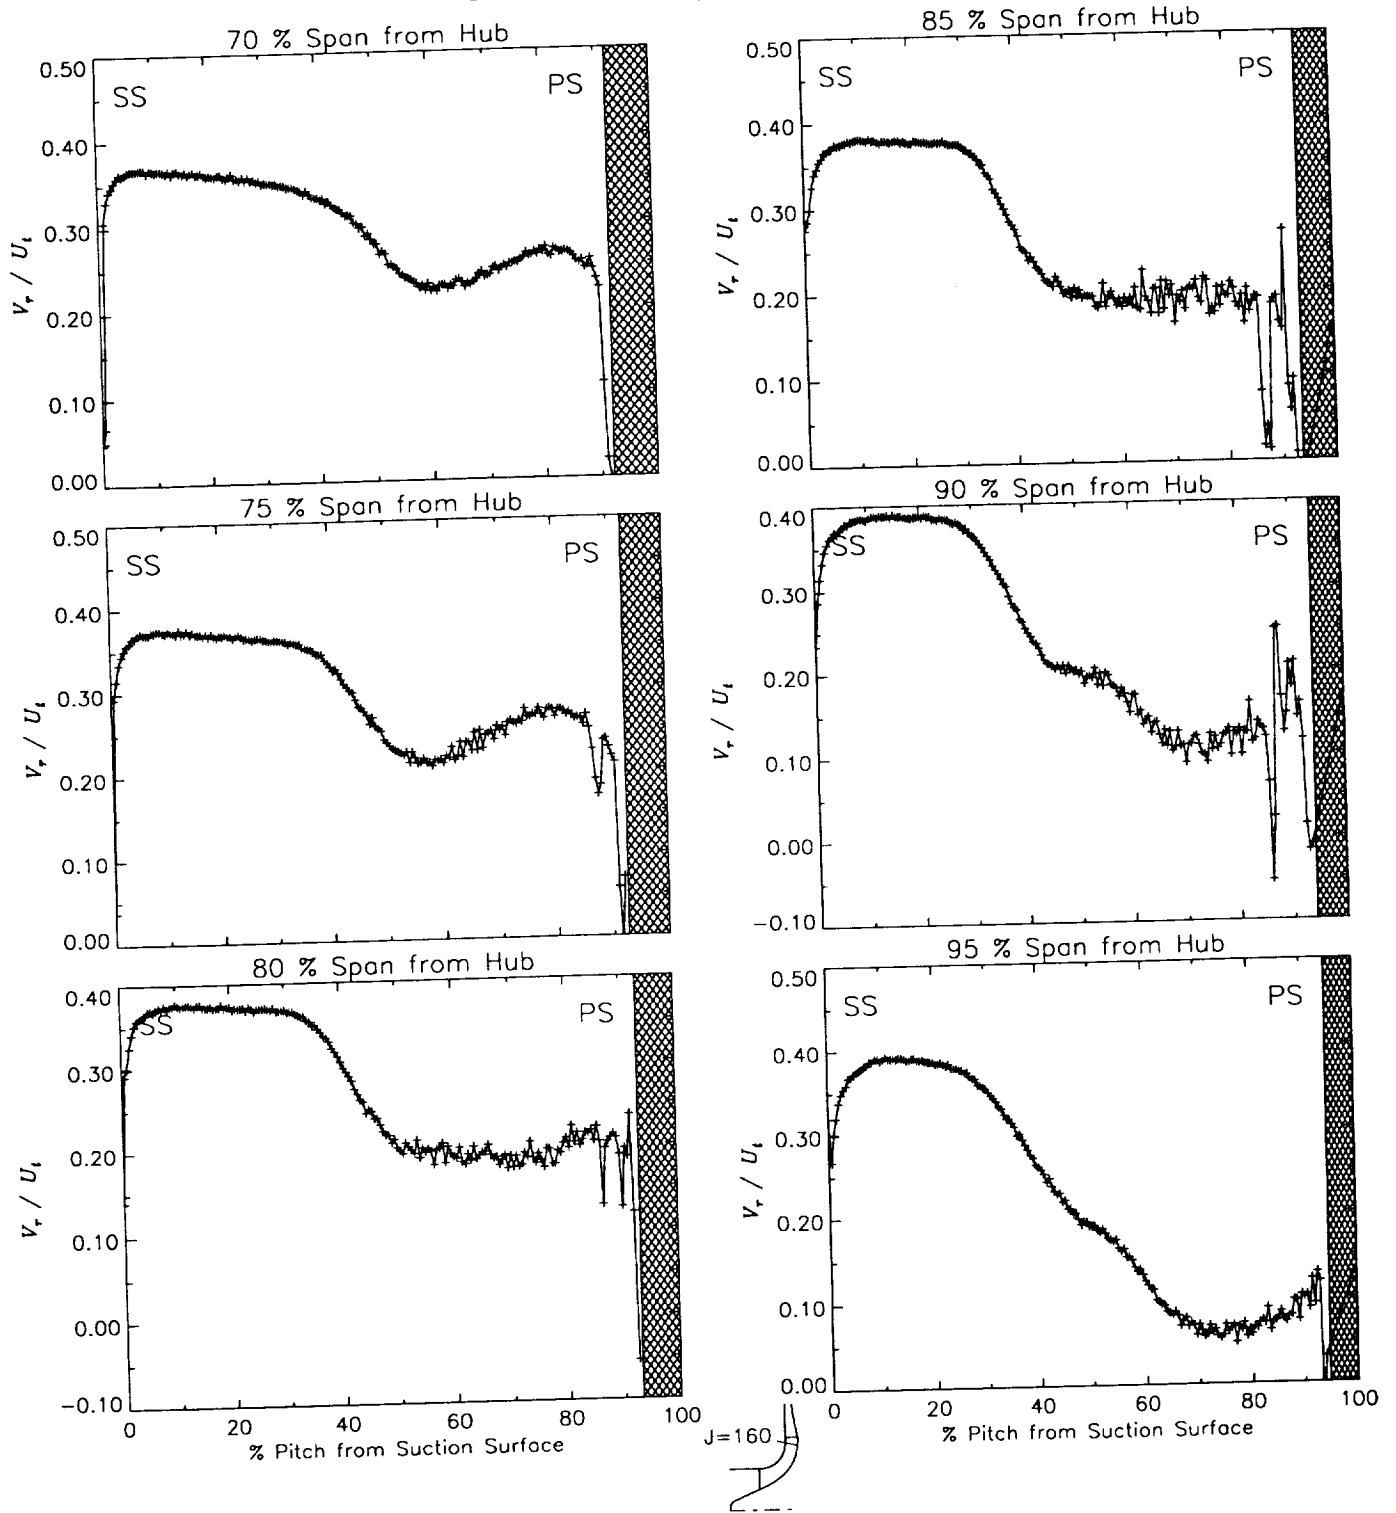 70 % Span from Hub
0.50
0.40
0.30
0.20
0.10
0.00
SS
PS
V_r / U_t
75 % Span from Hub
0.50
0.40
0.30
0.20
0.10
0.00
SS
PS
V_r / U_t
80 % Span from Hub
0.40
0.30
0.20
0.10
0.00
−0.10
SS
PS
V_r / U_t
0 20 40 60 80 100
% Pitch from Suction Surface
85 % Span from Hub
0.50
0.40
0.30
0.20
0.10
0.00
SS
PS
V_r / U_t
90 % Span from Hub
0.40
0.30
0.20
0.10
0.00
−0.10
SS
PS
V_r / U_t
95 % Span from Hub
0.50
0.40
0.30
0.20
0.10
0.00
SS
PS
V_r / U_t
0 20 40 60 80 100
% Pitch from Suction Surface
J=160